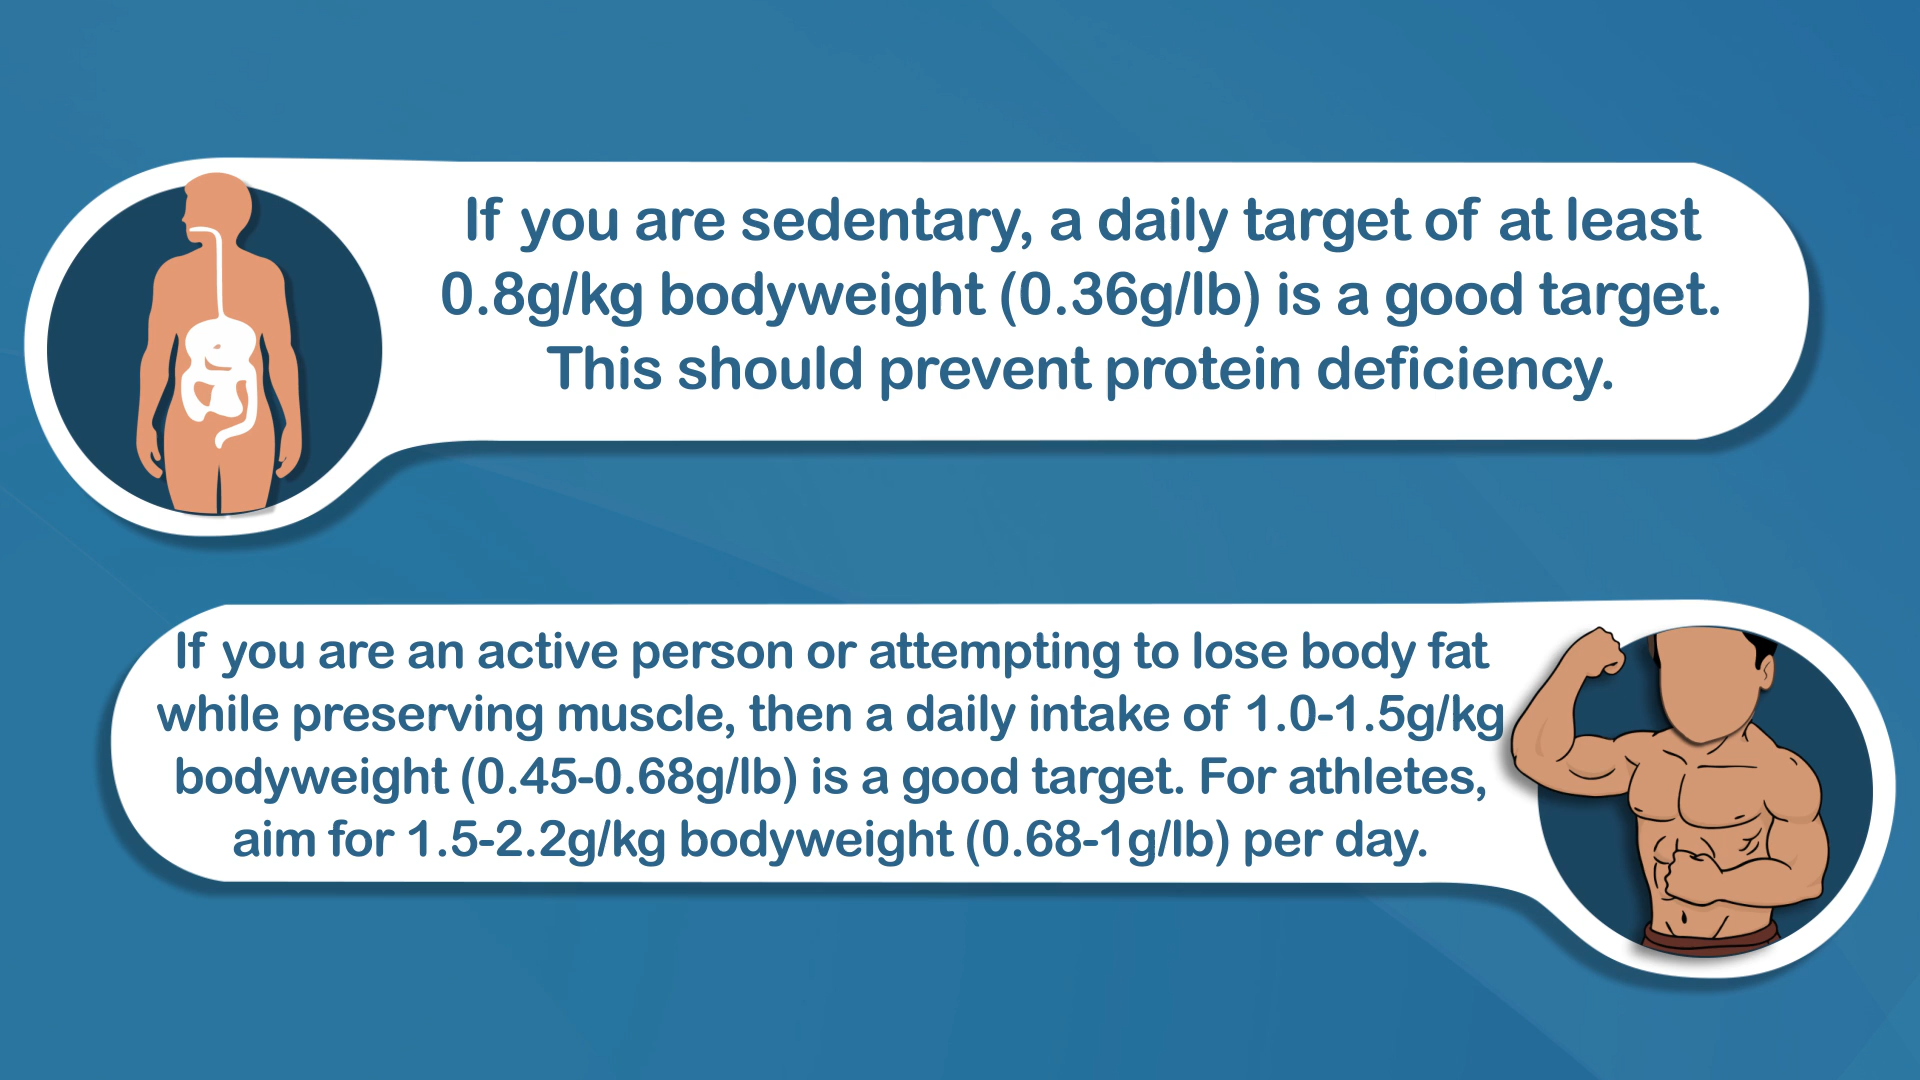 If you are sedentary, a daily target of at least
0.8g/kg bodyweight (0.36g/lb) is a good target.
This should prevent protein deficiency.
If you are an active person or attempting to lose body fat
while preserving muscle, then a daily intake of 1.0-1.5g/kg
bodyweight (0.45-0.68g/lb) is a good target. For athletes,
aim for 1.5-2.2g/kg bodyweight (0.68-1g/lb) per day.